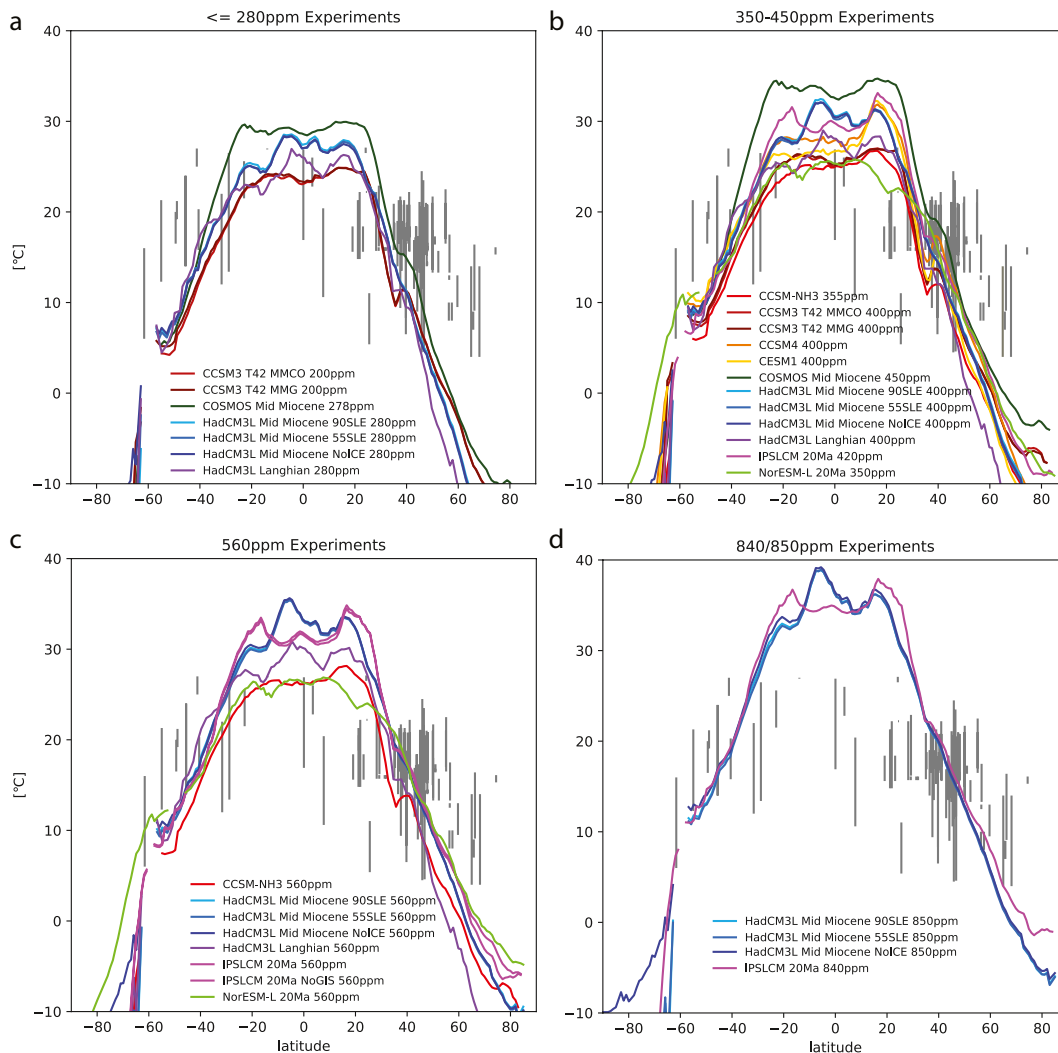 a
<= 280ppm Experiments
40
30
20
10
0
−10
[°C]
−80 −60 −40 −20 0 20 40 60 80
CCSM3 T42 MMCO 200ppm
CCSM3 T42 MMG 200ppm
COSMOS Mid Miocene 278ppm
HadCM3L Mid Miocene 90SLE 280ppm
HadCM3L Mid Miocene 55SLE 280ppm
HadCM3L Mid Miocene NoICE 280ppm
HadCM3L Langhian 280ppm
b
350-450ppm Experiments
40
30
20
10
0
−10
−80 −60 −40 −20 0 20 40 60 80
CCSM-NH3 355ppm
CCSM3 T42 MMCO 400ppm
CCSM3 T42 MMG 400ppm
CCSM4 400ppm
CESM1 400ppm
COSMOS Mid Miocene 450ppm
HadCM3L Mid Miocene 90SLE 400ppm
HadCM3L Mid Miocene 55SLE 400ppm
HadCM3L Mid Miocene NoICE 400ppm
HadCM3L Langhian 400ppm
IPSLCM 20Ma 420ppm
NorESM-L 20Ma 350ppm
c
560ppm Experiments
40
30
20
10
0
−10
[°C]
−80 −60 −40 −20 0 20 40 60 80
latitude
CCSM-NH3 560ppm
HadCM3L Mid Miocene 90SLE 560ppm
HadCM3L Mid Miocene 55SLE 560ppm
HadCM3L Mid Miocene NoICE 560ppm
HadCM3L Langhian 560ppm
IPSLCM 20Ma 560ppm
IPSLCM 20Ma NoGIS 560ppm
NorESM-L 20Ma 560ppm
d
840/850ppm Experiments
40
30
20
10
0
−10
−80 −60 −40 −20 0 20 40 60 80
latitude
HadCM3L Mid Miocene 90SLE 850ppm
HadCM3L Mid Miocene 55SLE 850ppm
HadCM3L Mid Miocene NoICE 850ppm
IPSLCM 20Ma 840ppm